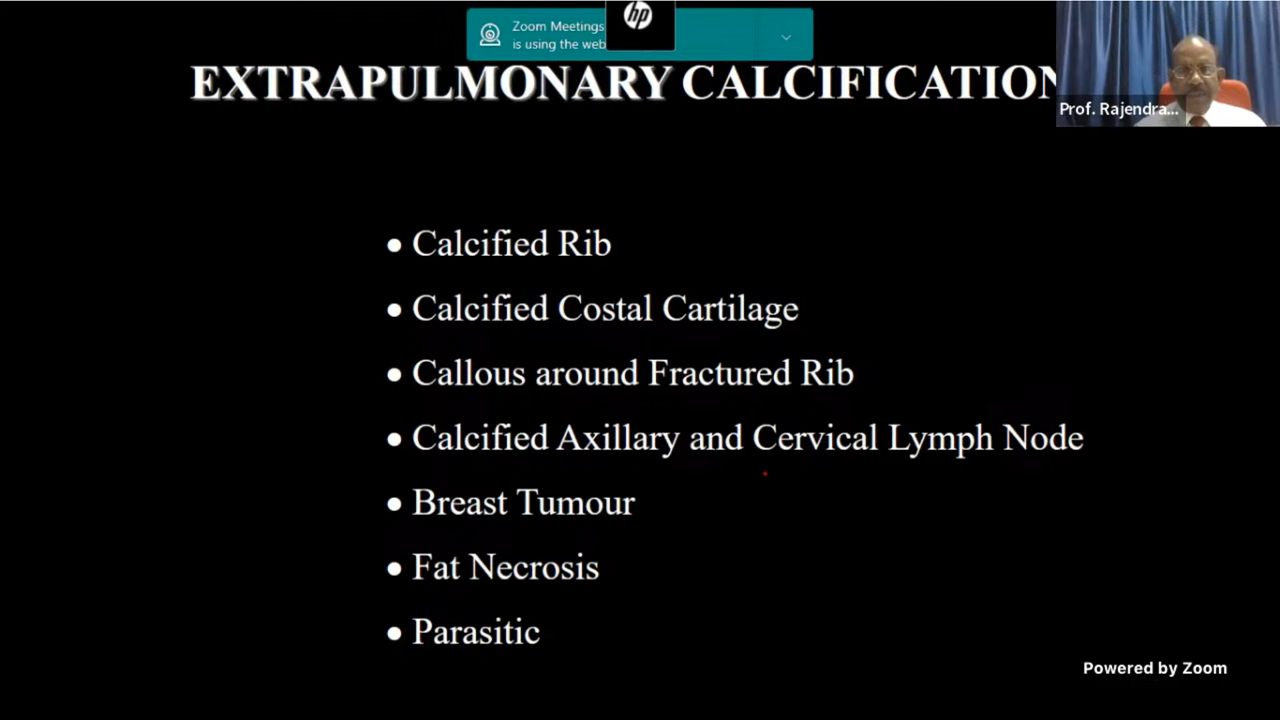 Zoom Meetings
is using the web
hp
EXTRAPULMONARY CALCIFICATION
Prof. Rajendra...
• Calcified Rib
• Calcified Costal Cartilage
• Callous around Fractured Rib
• Calcified Axillary and Cervical Lymph Node
• Breast Tumour
• Fat Necrosis
• Parasitic
Powered by Zoom